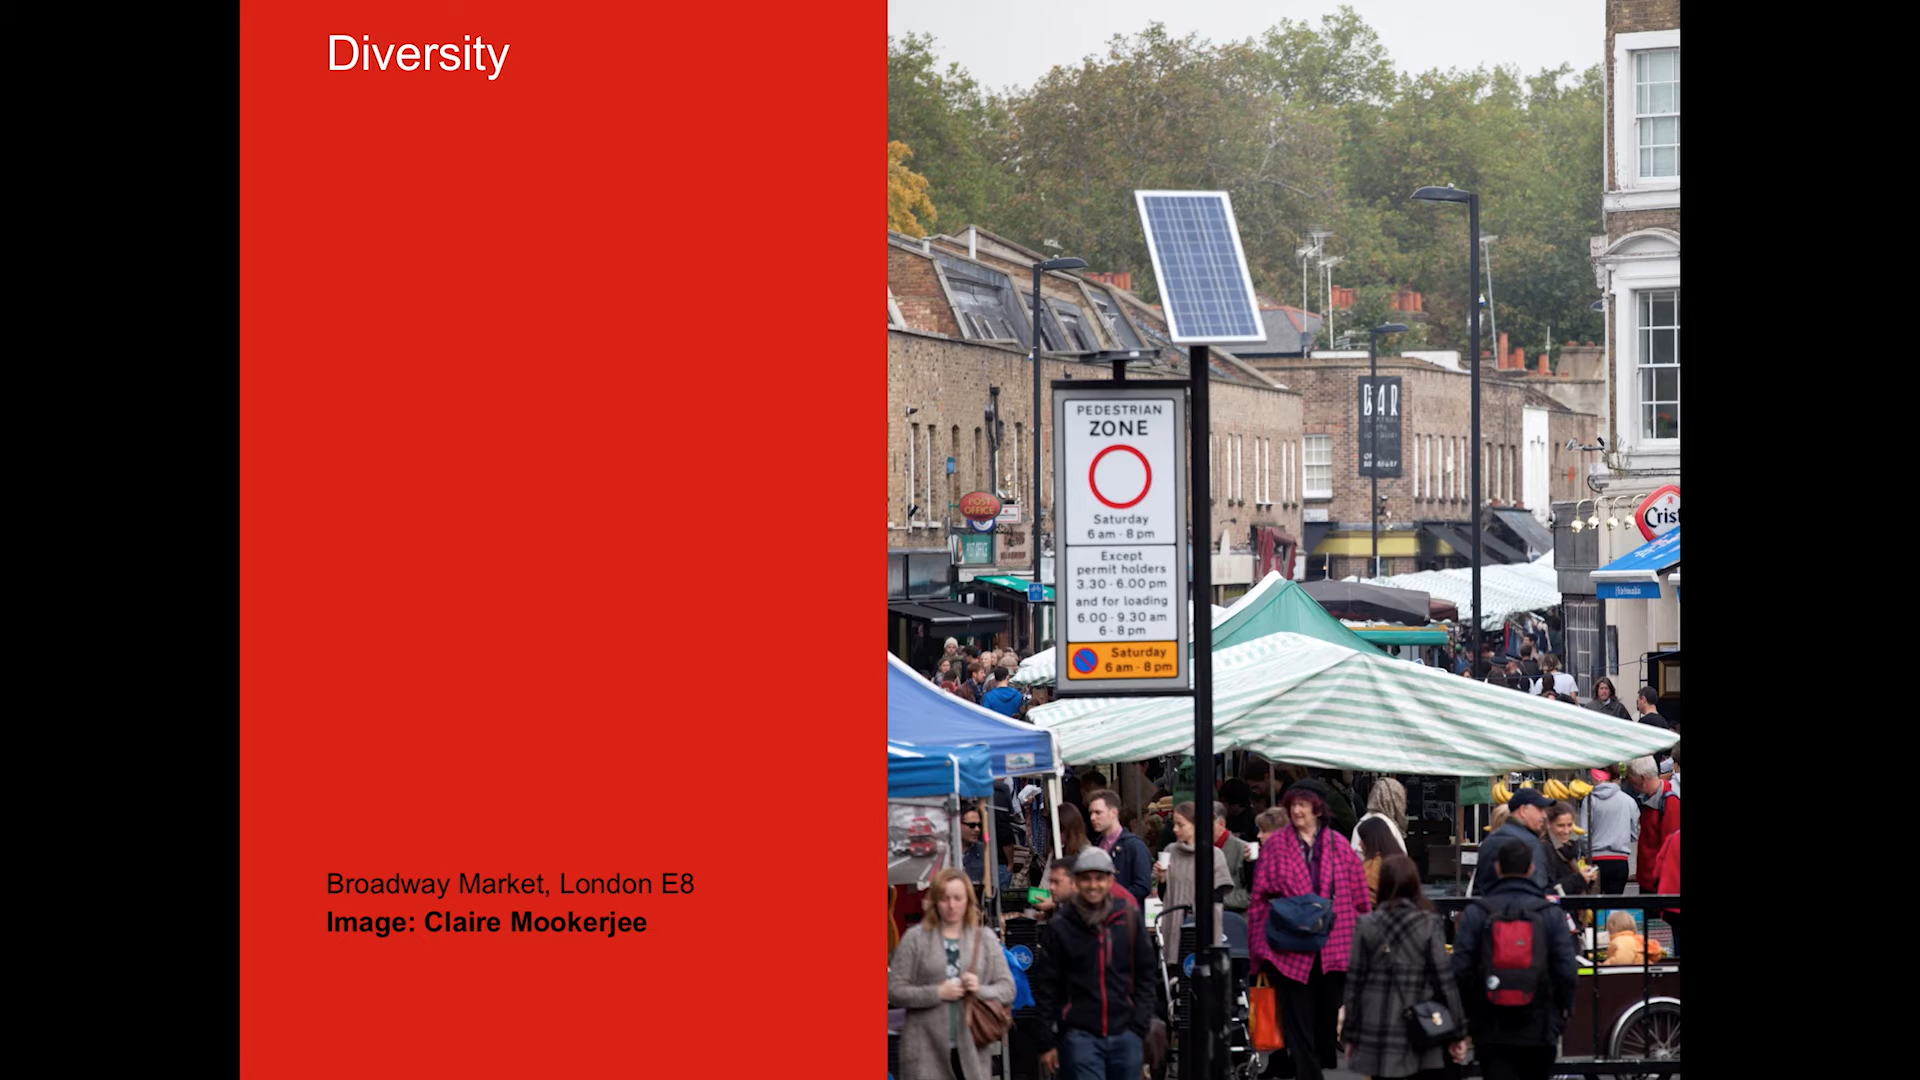 Diversity
Broadway Market, London E8
Image: Claire Mookerjee
PEDESTRIAN
ZONE
Saturday
6 am - 8 pm
Except
permit holders
3.30 - 6.00 pm
and for loading
6.00 - 9.30 am
6 - 8 pm
Saturday
6 am - 8 pm
BAR
POST
OFFICE
Crist